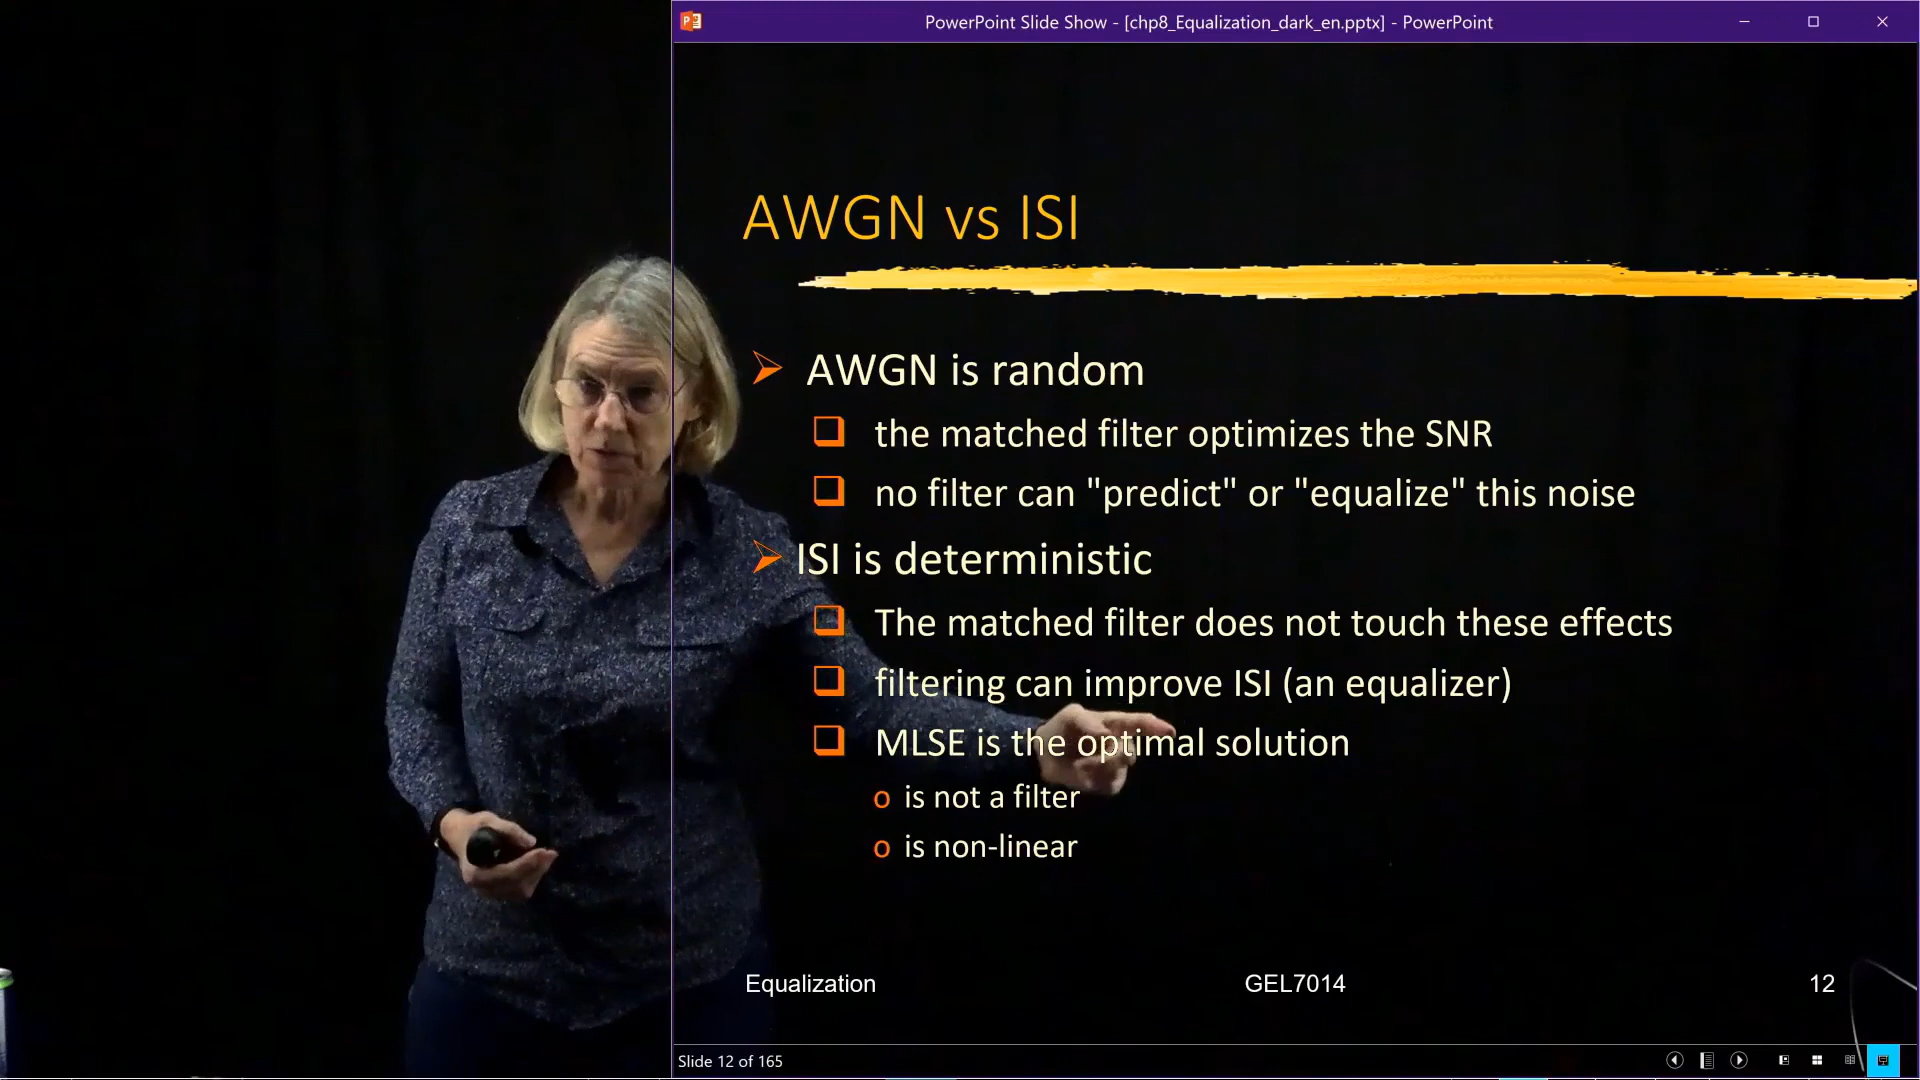 PowerPoint Slide Show - [chp8_Equalization_dark_en.pptx] - PowerPoint
AWGN vs ISI
AWGN is random
the matched filter optimizes the SNR
no filter can "predict" or "equalize" this noise
ISI is deterministic
The matched filter does not touch these effects
filtering can improve ISI (an equalizer)
MLSE is the optimal solution
is not a filter
is non-linear
Equalization GEL7014 12
Slide 12 of 165